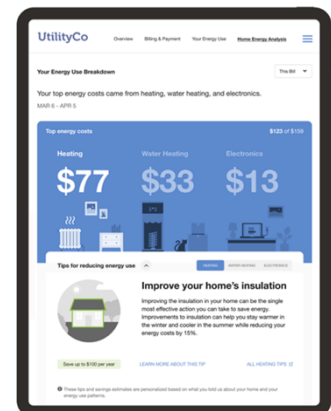 UtilityCo
Overview Billing & Payment Your Energy Use Home Energy Analysis
Your Energy Use Breakdown
This Bill
Your top energy costs came from heating, water heating, and electronics.
MAR 6 - APR 5
Top energy costs $123 of $159
Heating Water Heating Electronics
$77 $33 $13
Tips for reducing energy use HEATING WATER HEATING ELECTRONICS
Improve your home's insulation
Improving the insulation in your home can be the single
most effective action you can take to save energy.
Improvements to insulation can help you stay warmer in
the winter and cooler in the summer while reducing your
energy costs by 15%.
Save up to $100 per year LEARN MORE ABOUT THIS TIP ALL HEATING TIPS
These tips and savings estimates are personalized based on what you told us about your home and your
energy use patterns.